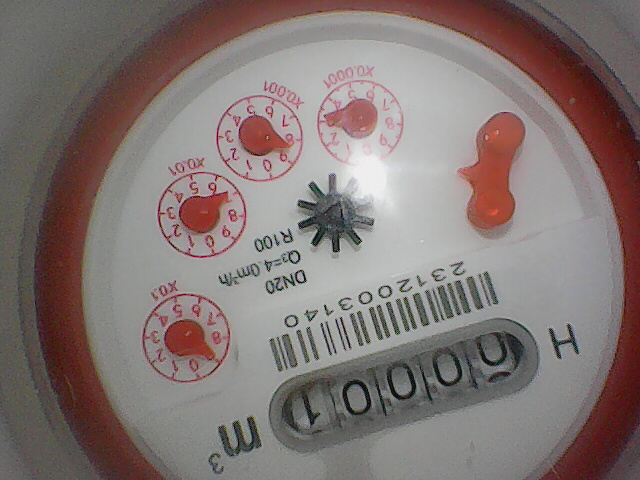 H
00001 m³
2312003140
DN20
Q₃=4.0m³/h
R100
X0.1
X0.01
X0.001
X0.0001